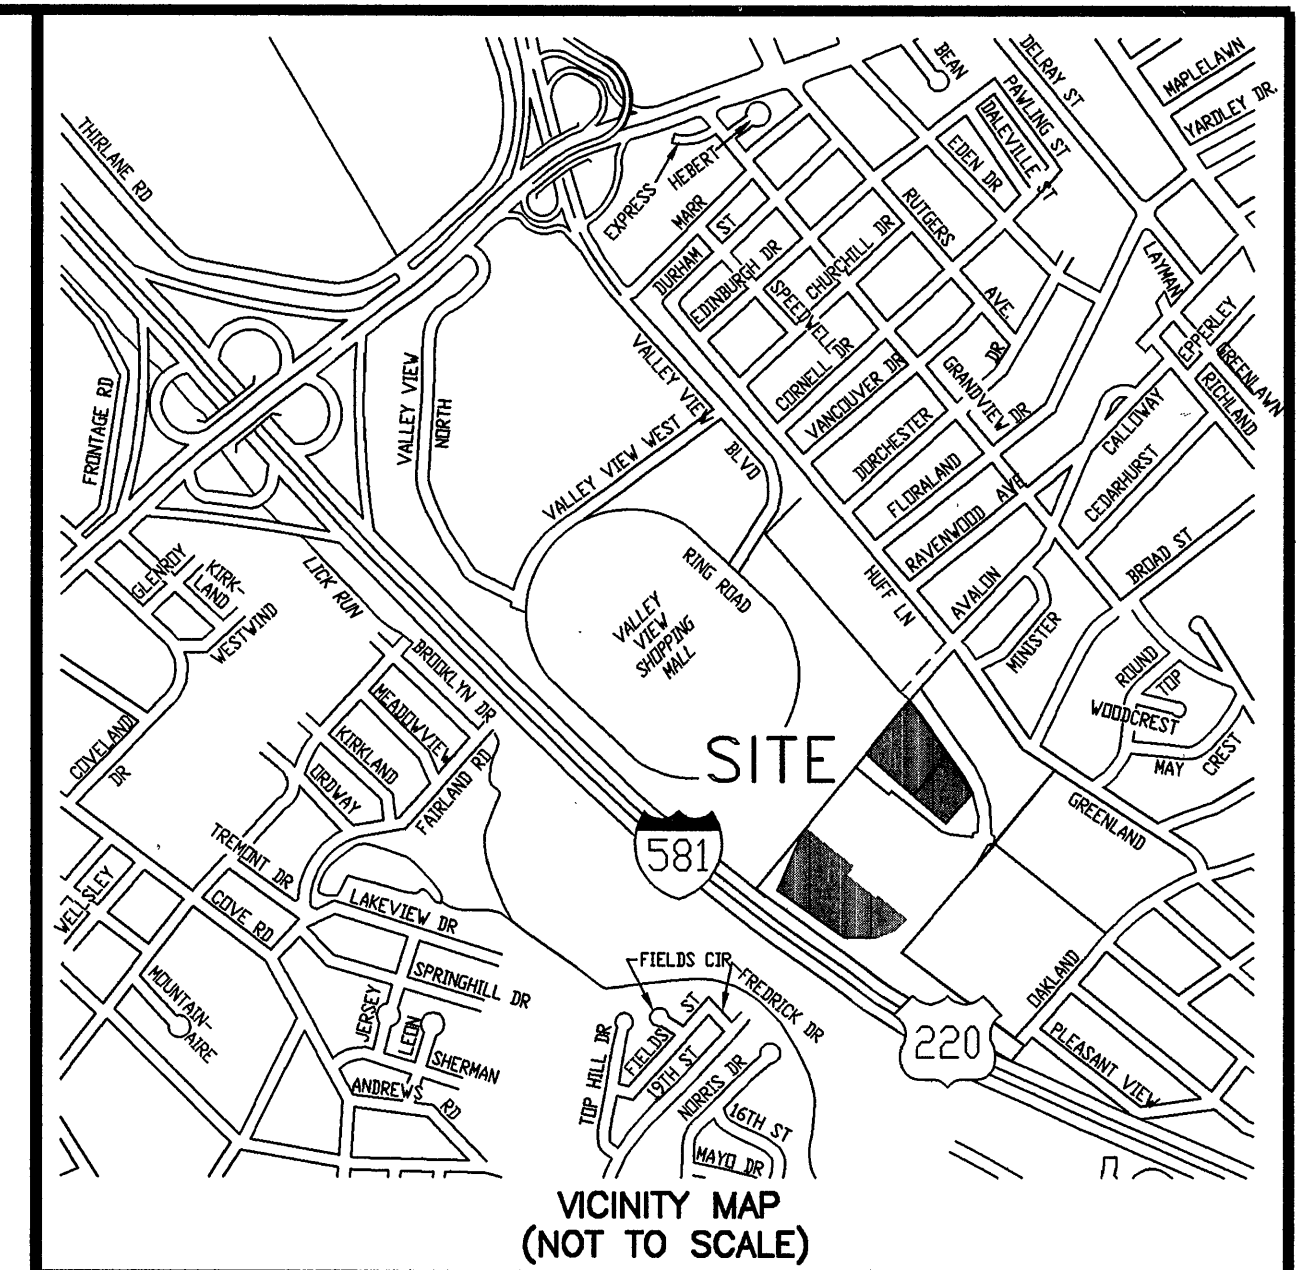 THIRLANE RD
BEAN
DELRAY ST
PAWLING ST
DALEVILLE ST
EDEN DR
MAPLELAWN
YARDLEY DR.
EXPRESS
HEBERT
MARR
DURHAM ST
EDINBURGH DR
SPEEDWELL
CHURCHILL DR
RUTGERS
AVE.
DR
LAYMAN
EPPERLEY
GREENLAWN
RICHLAND
FRONTAGE RD
VALLEY VIEW
NORTH
VALLEY VIEW
BLVD
VALLEY VIEW WEST
CORNELL DR
VANCOUVER DR
GRANDVIEW DR
DORCHESTER
FLORALAND
RAVENWOOD AVE
CALLOWAY
CEDARHURST
BROAD ST
AVALON
MINISTER
HUFF LN
RING ROAD
VALLEY
VIEW
SHOPPING
MALL
LICK RUN
GLENROY
KIRK-
LAND
WESTWIND
BROOKLYN DR
MEADOWVIEW
KIRKLAND
ORDWAY
FAIRLAND RD
COVELAND
DR
ROUND
TOP
WOODCREST
MAY
CREST
SITE
581
GREENLAND
TREMONT DR
COVE RD
WELLSLEY
LAKEVIEW DR
SPRINGHILL DR
MOUNTAIN-
AIRE
JERSEY
LEON
SHERMAN
ANDREWS RD
FIELDS CIR
FREDRICK DR
TOP HILL DR
FIELDS ST
19TH ST
NORRIS DR
16TH ST
MAYO DR
220
OAKLAND
PLEASANT VIEW
VICINITY MAP
(NOT TO SCALE)